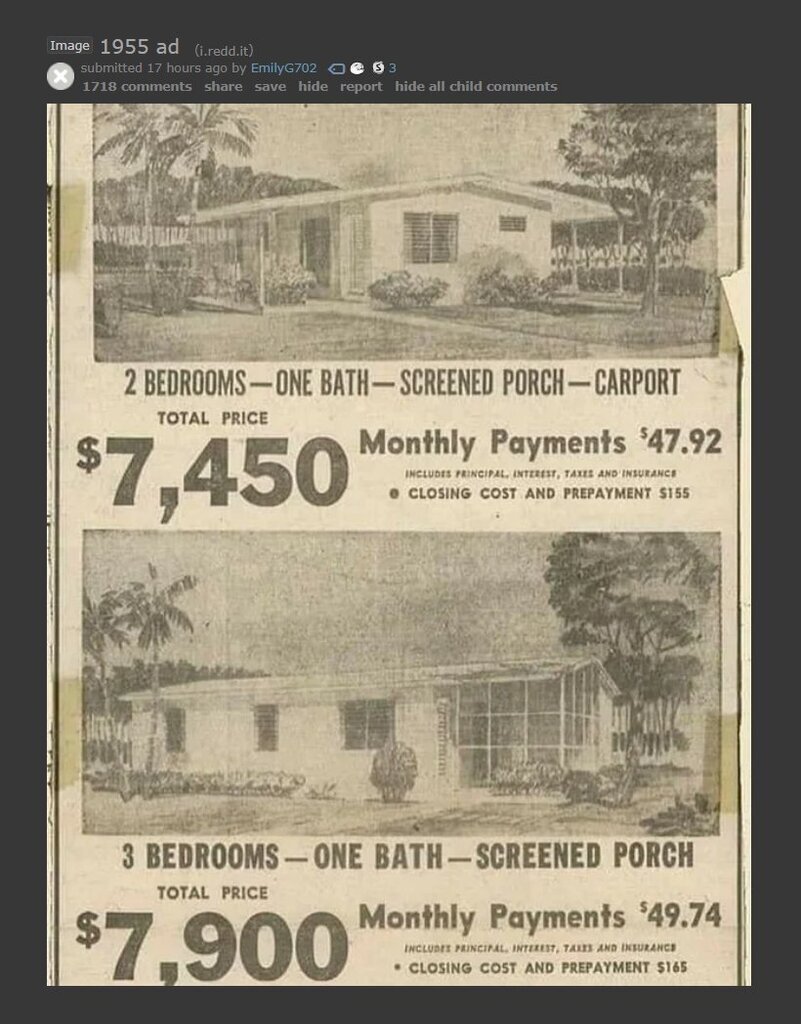 Image 1955 ad (i.redd.it)
submitted 17 hours ago by EmilyG702 3
1718 comments share save hide report hide all child comments
2 BEDROOMS—ONE BATH—SCREENED PORCH—CARPORT
TOTAL PRICE
$7,450
Monthly Payments $47.92
INCLUDES PRINCIPAL, INTEREST, TAXES AND INSURANCE
● CLOSING COST AND PREPAYMENT $155
3 BEDROOMS—ONE BATH—SCREENED PORCH
TOTAL PRICE
$7,900
Monthly Payments $49.74
INCLUDES PRINCIPAL, INTEREST, TAXES AND INSURANCE
• CLOSING COST AND PREPAYMENT $165